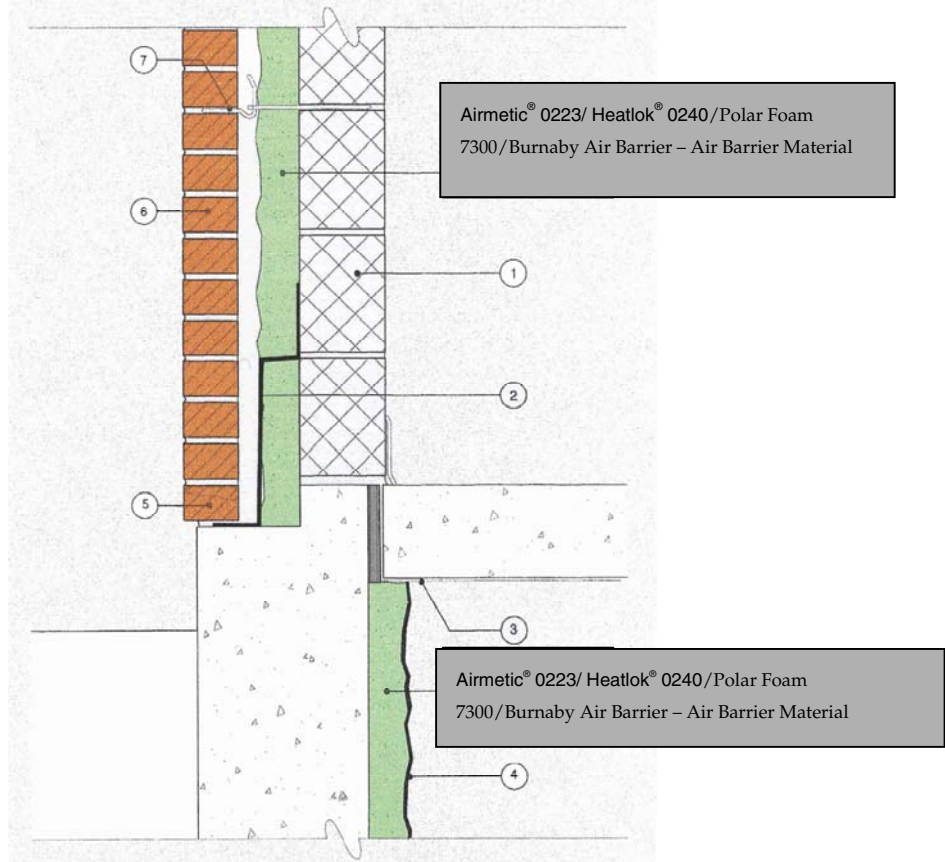 7
Airmetic® 0223/ Heatlok® 0240/Polar Foam
7300/Burnaby Air Barrier – Air Barrier Material
6
1
2
5
3
Airmetic® 0223/ Heatlok® 0240/Polar Foam
7300/Burnaby Air Barrier – Air Barrier Material
4